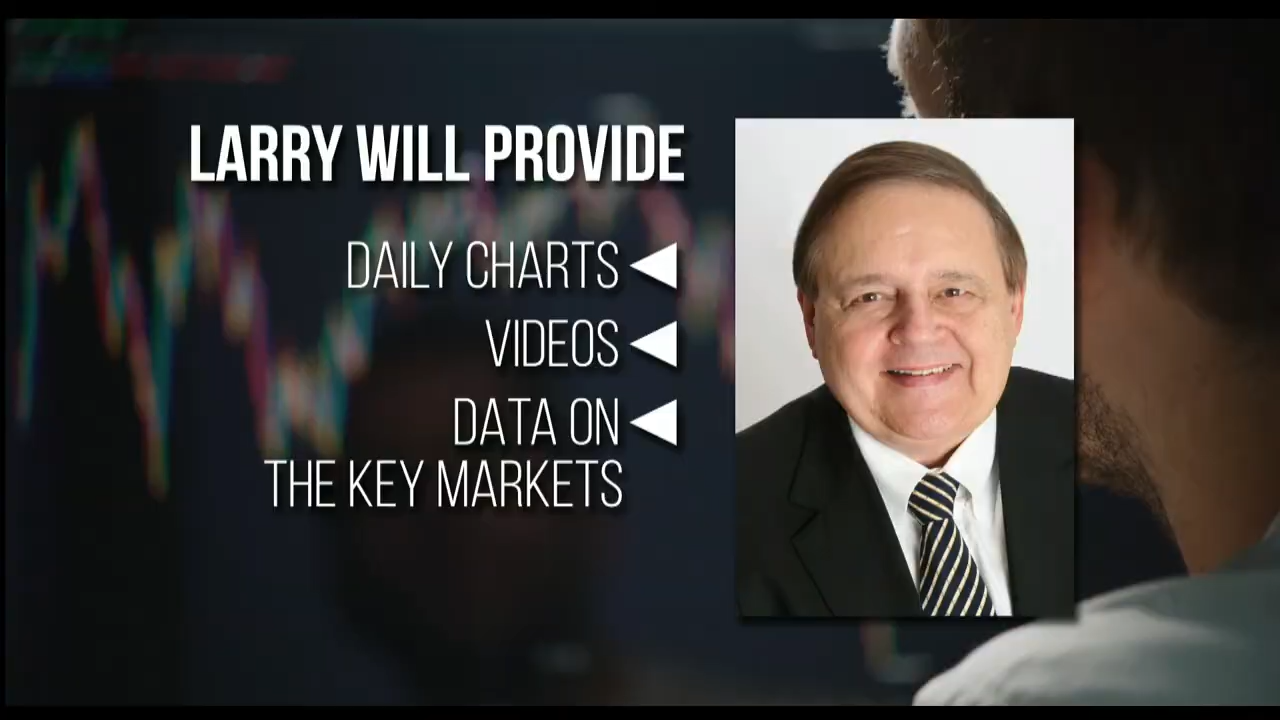 LARRY WILL PROVIDE
DAILY CHARTS
VIDEOS
DATA ON
THE KEY MARKETS